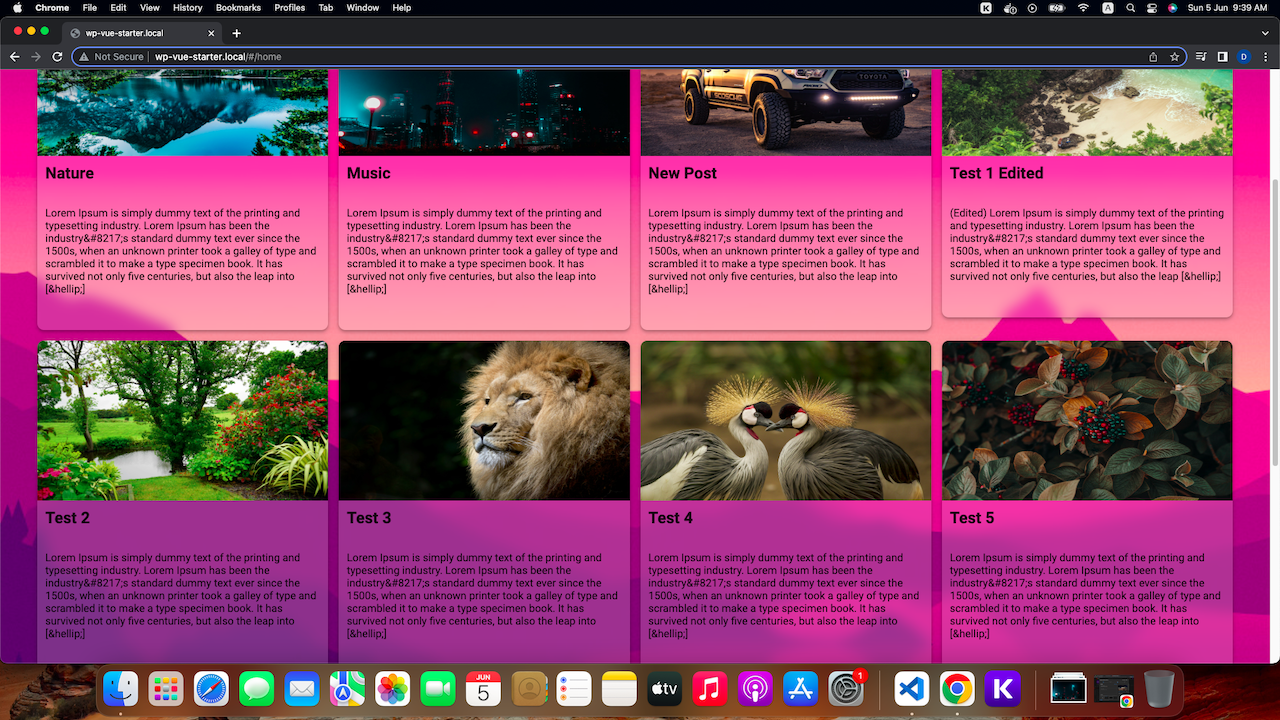 Chrome File Edit View History Bookmarks Profiles Tab Window Help
A
Sun 5 Jun 9:39 AM
wp-vue-starter.local
Not Secure wp-vue-starter.local/#/home
D
TOYOTA
SCOSCHE
Nature
Lorem Ipsum is simply dummy text of the printing and
typesetting industry. Lorem Ipsum has been the
industry&#8217;s standard dummy text ever since the
1500s, when an unknown printer took a galley of type and
scrambled it to make a type specimen book. It has
survived not only five centuries, but also the leap into
[&hellip;]
Music
Lorem Ipsum is simply dummy text of the printing and
typesetting industry. Lorem Ipsum has been the
industry&#8217;s standard dummy text ever since the
1500s, when an unknown printer took a galley of type and
scrambled it to make a type specimen book. It has
survived not only five centuries, but also the leap into
[&hellip;]
New Post
Lorem Ipsum is simply dummy text of the printing and
typesetting industry. Lorem Ipsum has been the
industry&#8217;s standard dummy text ever since the
1500s, when an unknown printer took a galley of type and
scrambled it to make a type specimen book. It has
survived not only five centuries, but also the leap into
[&hellip;]
Test 1 Edited
(Edited) Lorem Ipsum is simply dummy text of the printing
and typesetting industry. Lorem Ipsum has been the
industry&#8217;s standard dummy text ever since the
1500s, when an unknown printer took a galley of type and
scrambled it to make a type specimen book. It has
survived not only five centuries, but also the leap [&hellip;]
Test 2
Lorem Ipsum is simply dummy text of the printing and
typesetting industry. Lorem Ipsum has been the
industry&#8217;s standard dummy text ever since the
1500s, when an unknown printer took a galley of type and
scrambled it to make a type specimen book. It has
survived not only five centuries, but also the leap into
[&hellip;]
Test 3
Lorem Ipsum is simply dummy text of the printing and
typesetting industry. Lorem Ipsum has been the
industry&#8217;s standard dummy text ever since the
1500s, when an unknown printer took a galley of type and
scrambled it to make a type specimen book. It has
survived not only five centuries, but also the leap into
[&hellip;]
Test 4
Lorem Ipsum is simply dummy text of the printing and
typesetting industry. Lorem Ipsum has been the
industry&#8217;s standard dummy text ever since the
1500s, when an unknown printer took a galley of type and
scrambled it to make a type specimen book. It has
survived not only five centuries, but also the leap into
[&hellip;]
Test 5
Lorem Ipsum is simply dummy text of the printing and
typesetting industry. Lorem Ipsum has been the
industry&#8217;s standard dummy text ever since the
1500s, when an unknown printer took a galley of type and
scrambled it to make a type specimen book. It has
survived not only five centuries, but also the leap into
[&hellip;]
JUN
5
tv
1
K